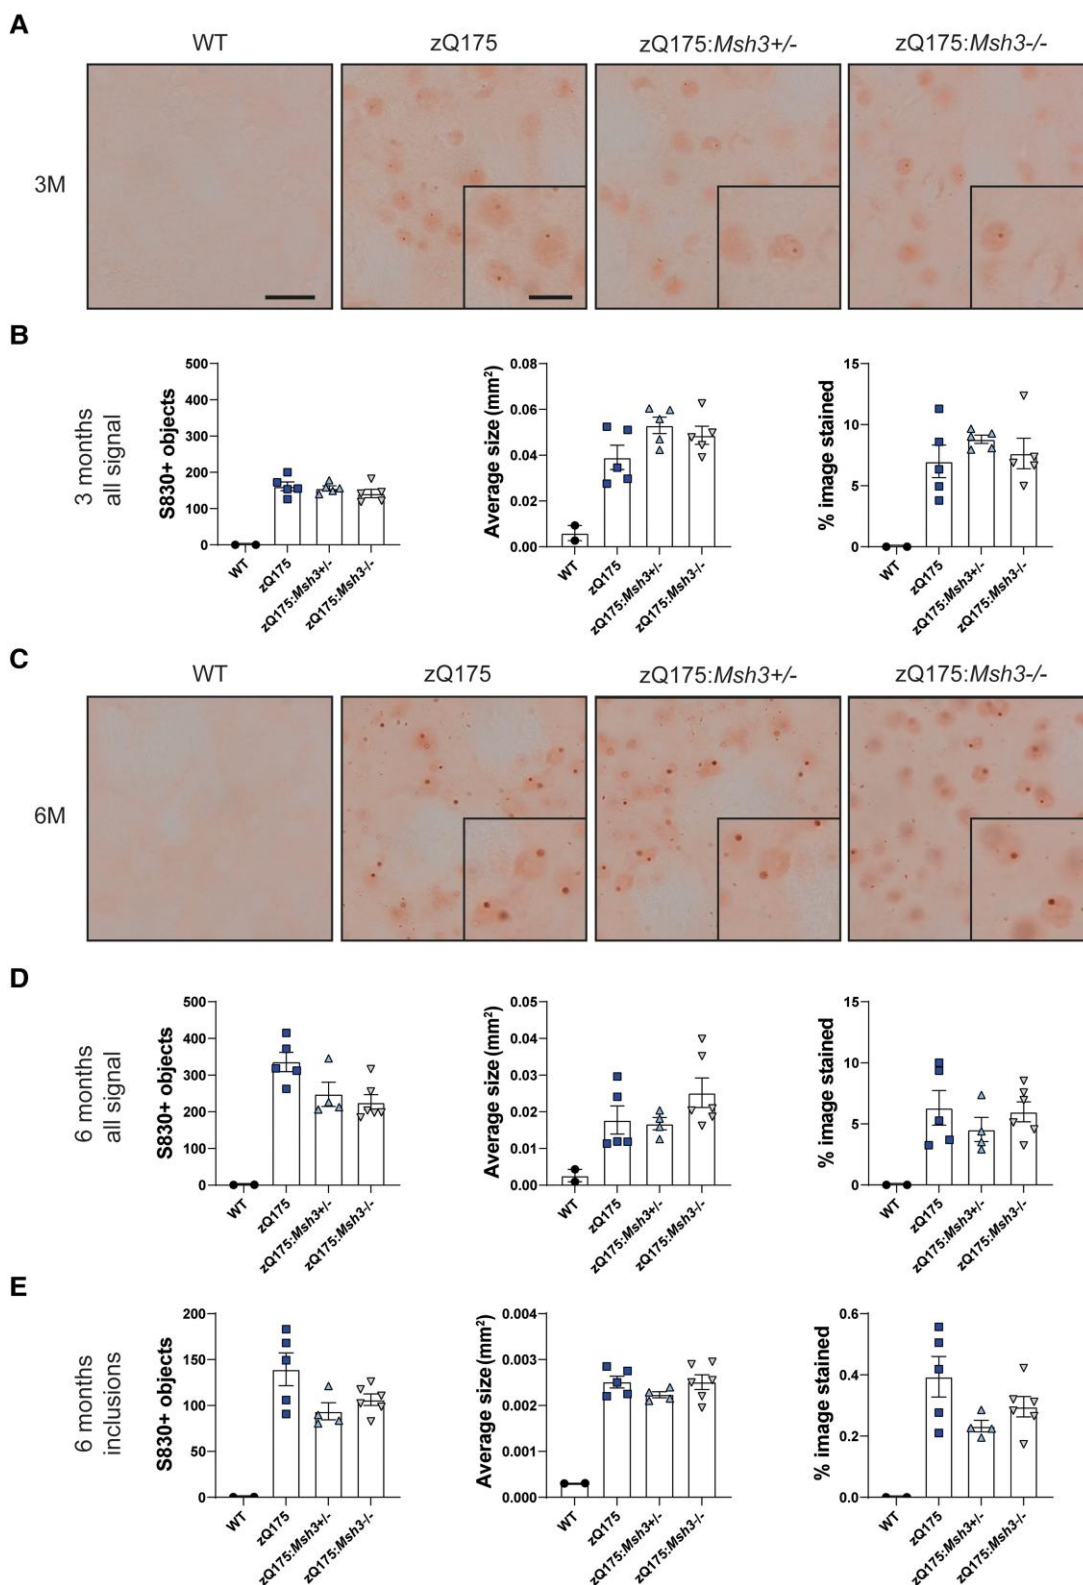 A
WT zQ175 zQ175:Msh3+/- zQ175:Msh3-/-
3M
B
3 months
all signal
S830+ objects
500
400
300
200
100
0
WT
zQ175
zQ175:Msh3+/-
zQ175:Msh3-/-
Average size (mm²)
0.08
0.06
0.04
0.02
0.00
WT
zQ175
zQ175:Msh3+/-
zQ175:Msh3-/-
% image stained
15
10
5
0
WT
zQ175
zQ175:Msh3+/-
zQ175:Msh3-/-
C
WT zQ175 zQ175:Msh3+/- zQ175:Msh3-/-
6M
D
6 months
all signal
S830+ objects
500
400
300
200
100
0
WT
zQ175
zQ175:Msh3+/-
zQ175:Msh3-/-
Average size (mm²)
0.05
0.04
0.03
0.02
0.01
0.00
WT
zQ175
zQ175:Msh3+/-
zQ175:Msh3-/-
% image stained
15
10
5
0
WT
zQ175
zQ175:Msh3+/-
zQ175:Msh3-/-
E
6 months
inclusions
S830+ objects
200
150
100
50
0
WT
zQ175
zQ175:Msh3+/-
zQ175:Msh3-/-
Average size (mm²)
0.004
0.003
0.002
0.001
0.000
WT
zQ175
zQ175:Msh3+/-
zQ175:Msh3-/-
% image stained
0.6
0.4
0.2
0.0
WT
zQ175
zQ175:Msh3+/-
zQ175:Msh3-/-